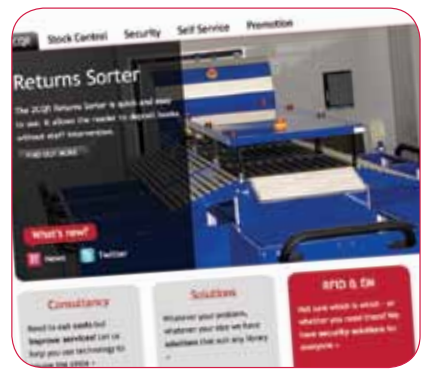 2CQR Stock Control Security Self Service Promotion
Returns Sorter
The 2CQR Returns Sorter is quick and easy
to use. It allows the reader to deposit books
without staff intervention.
FIND OUT MORE
What's new?
News Twitter
Consultancy
Need to cut costs but
improve services? Let us
help you use technology to
Solutions
Whatever your problem,
whatever your size we have
solutions that suit any library
»
RFID & EM
Not sure which is which - or
whether you need them? We
have security solutions for
everyone »